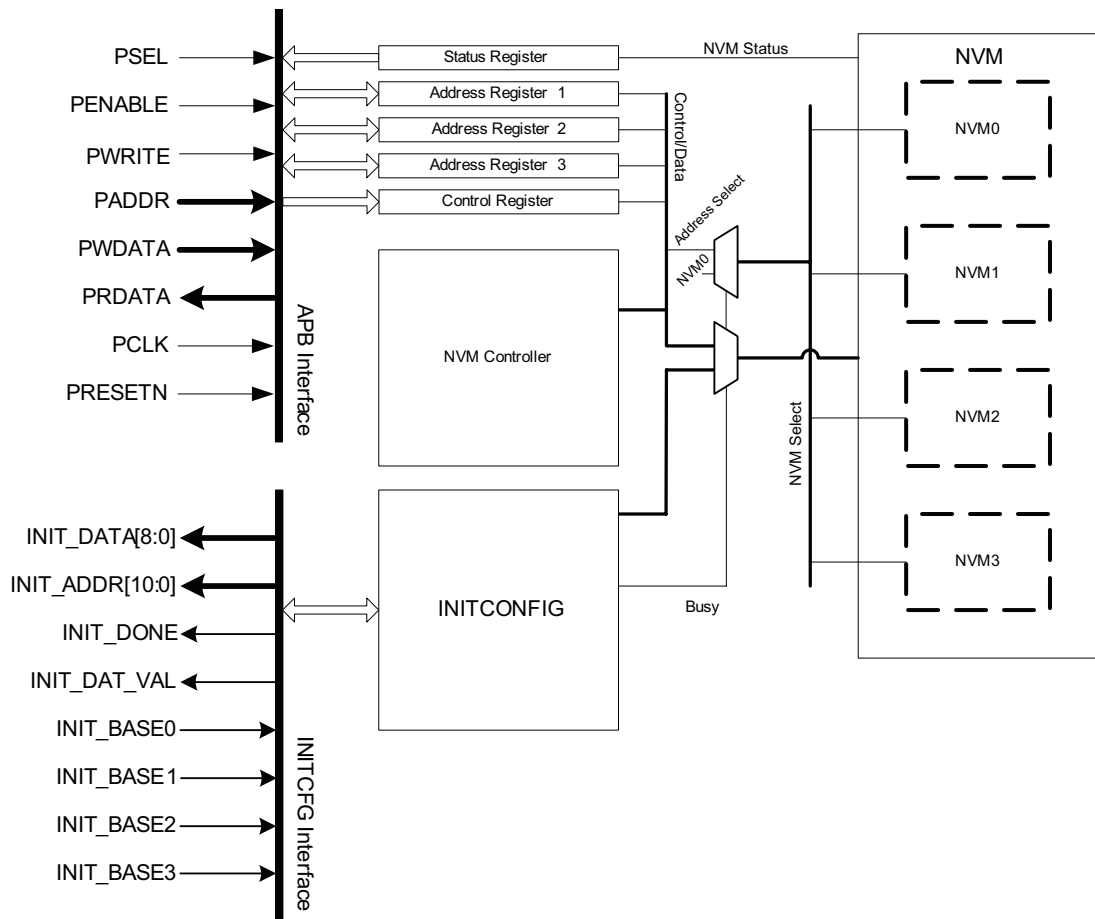 PSEL
PENABLE
PWRITE
PADDR
PWDATA
PRDATA
PCLK
PRESETN
APB Interface
Status Register
Address Register 1
Address Register 2
Address Register 3
Control Register
NVM Controller
NVM Status
Control/Data
Address Select
NVM0
NVM Select
NVM
NVM0
NVM1
NVM2
NVM3
INIT_DATA[8:0]
INIT_ADDR[10:0]
INIT_DONE
INIT_DAT_VAL
INIT_BASE0
INIT_BASE1
INIT_BASE2
INIT_BASE3
INITCFG Interface
INITCONFIG
Busy